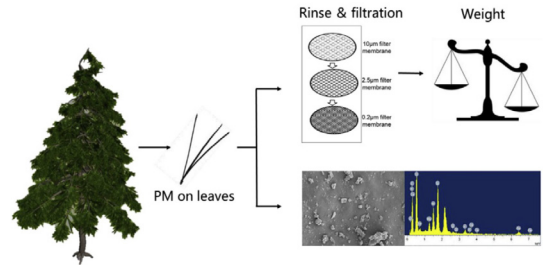 Rinse & filtration
Weight
10μm filter
membrane
2.5μm filter
membrane
0.2μm filter
membrane
PM on leaves